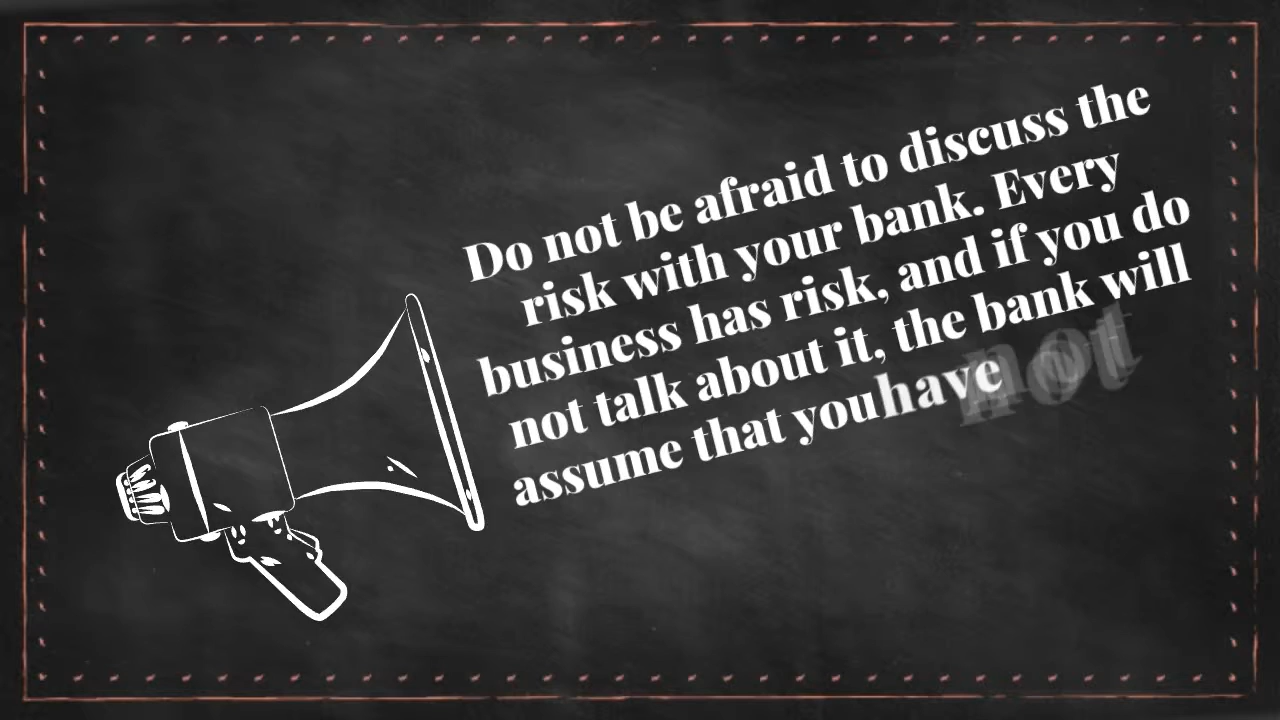 Do not be afraid to discuss the
risk with your bank. Every
business has risk, and if you do
not talk about it, the bank will
assume that you have not